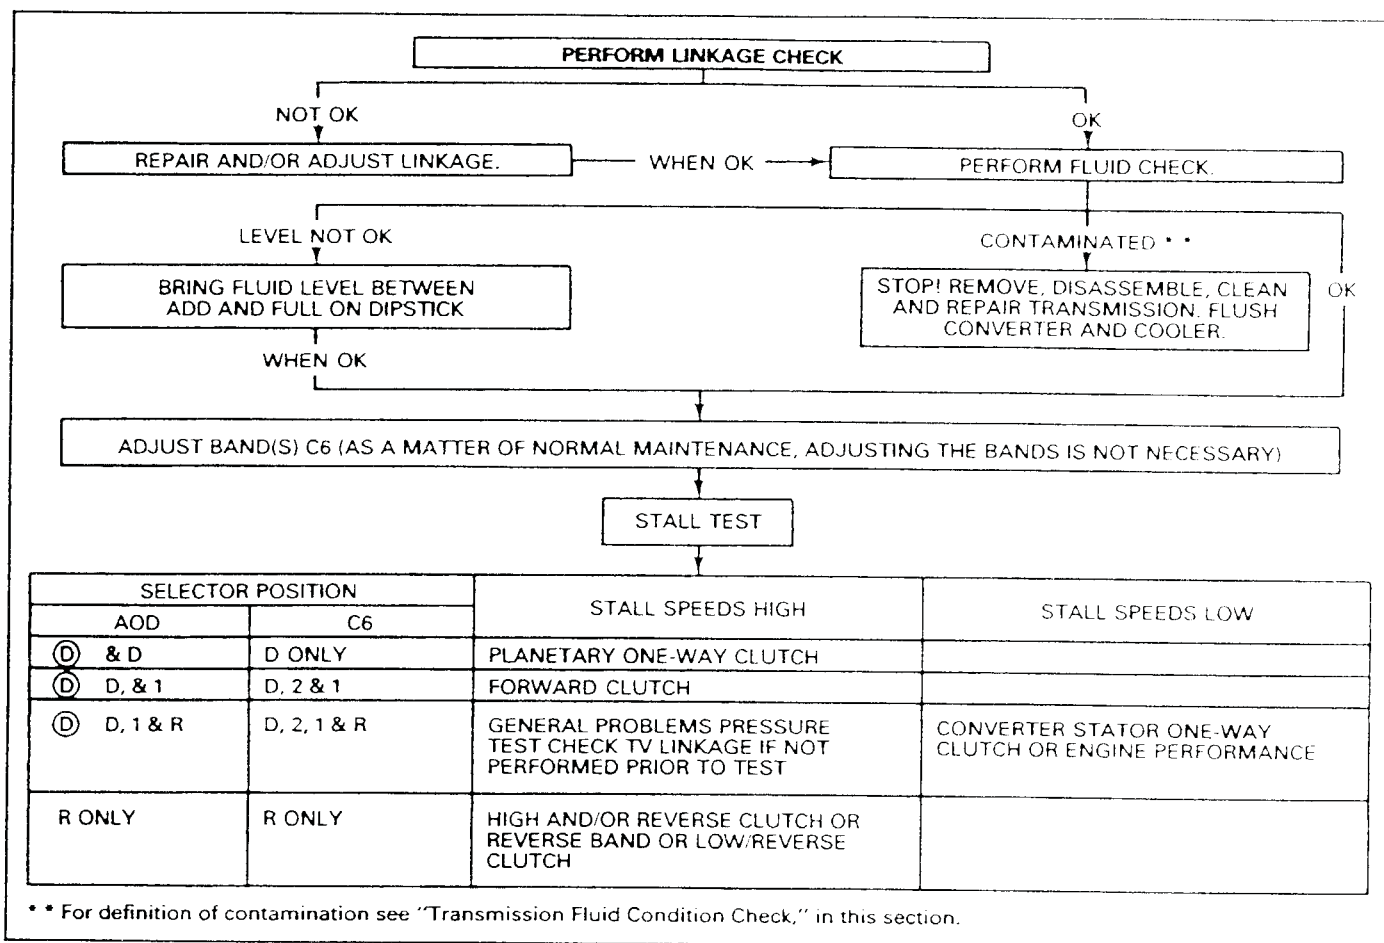 PERFORM LINKAGE CHECK
NOT OK
OK
REPAIR AND/OR ADJUST LINKAGE.
WHEN OK
PERFORM FLUID CHECK.
LEVEL NOT OK
CONTAMINATED * *
BRING FLUID LEVEL BETWEEN
ADD AND FULL ON DIPSTICK
STOP! REMOVE, DISASSEMBLE, CLEAN
AND REPAIR TRANSMISSION. FLUSH
CONVERTER AND COOLER.
OK
WHEN OK
ADJUST BAND(S) C6 (AS A MATTER OF NORMAL MAINTENANCE, ADJUSTING THE BANDS IS NOT NECESSARY)
STALL TEST
SELECTOR POSITION
STALL SPEEDS HIGH
STALL SPEEDS LOW
AOD
C6
Ⓓ & D
D ONLY
PLANETARY ONE-WAY CLUTCH
Ⓓ D, & 1
D, 2 & 1
FORWARD CLUTCH
Ⓓ D, 1 & R
D, 2, 1 & R
GENERAL PROBLEMS PRESSURE
TEST CHECK TV LINKAGE IF NOT
PERFORMED PRIOR TO TEST
CONVERTER STATOR ONE-WAY
CLUTCH OR ENGINE PERFORMANCE
R ONLY
R ONLY
HIGH AND/OR REVERSE CLUTCH OR
REVERSE BAND OR LOW/REVERSE
CLUTCH
* * For definition of contamination see "Transmission Fluid Condition Check," in this section.